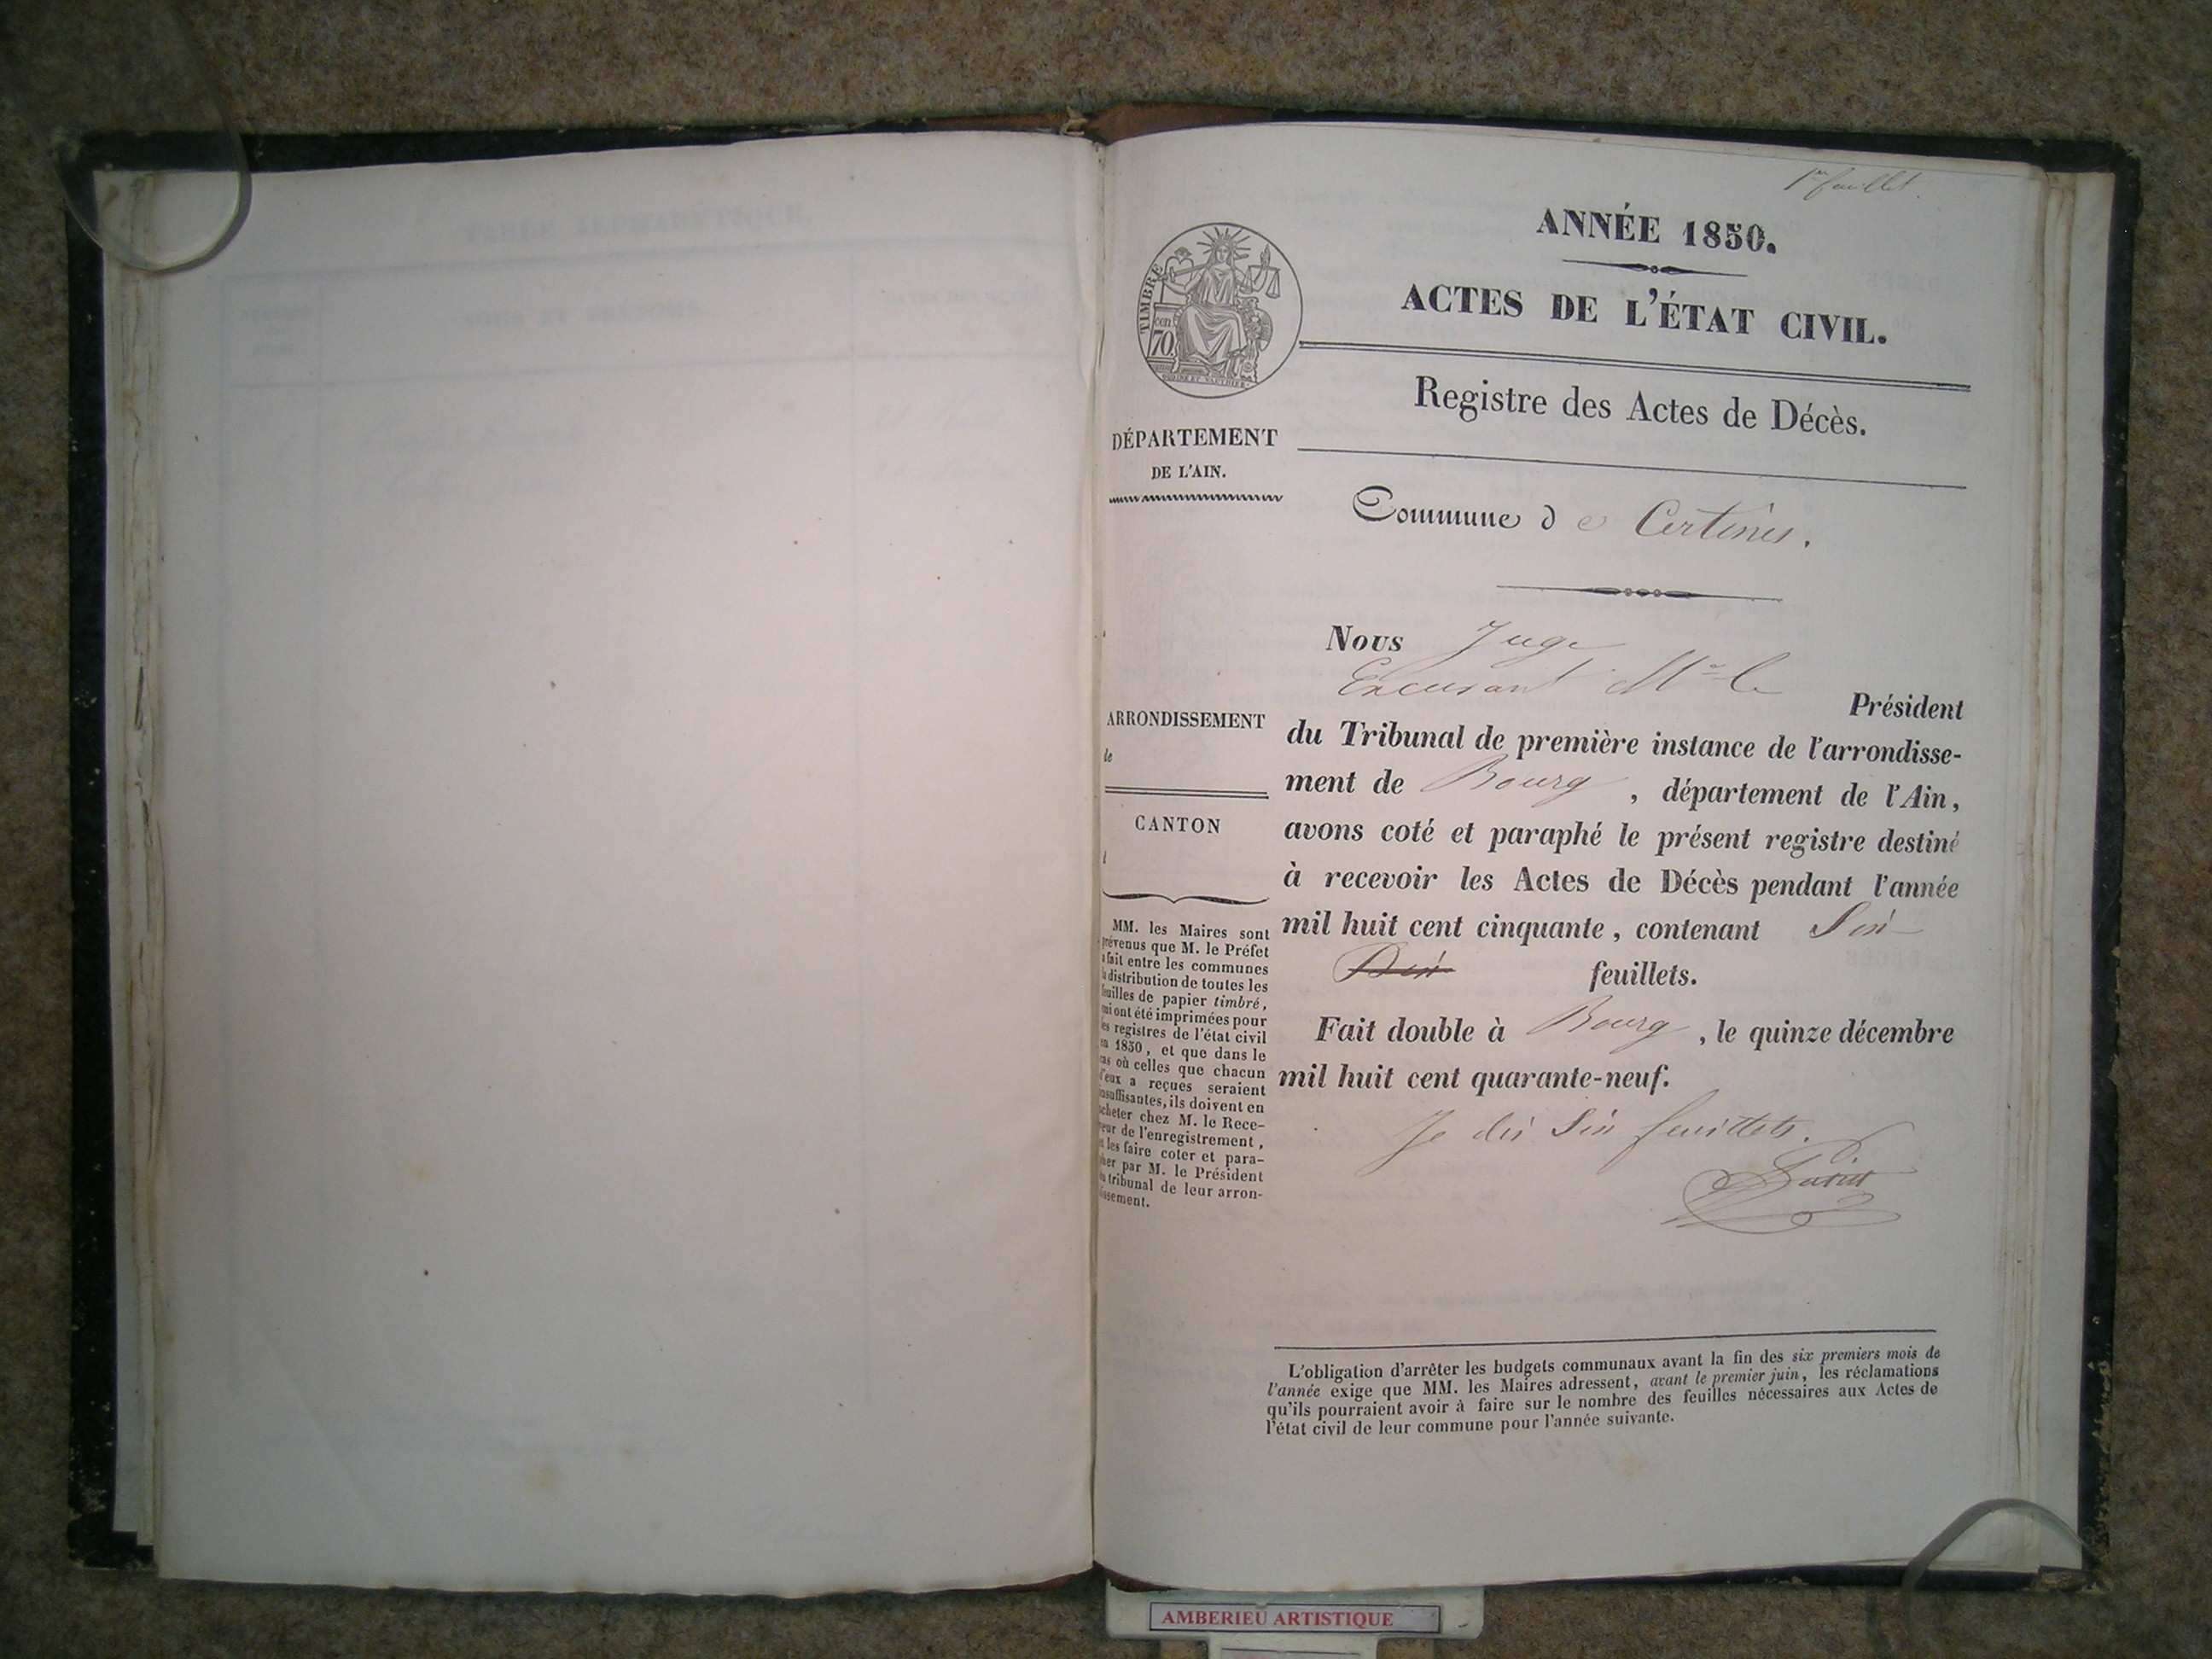 1er feuillet.
ANNÉE 1850.
ACTES DE L'ÉTAT CIVIL.
TIMBRE
70
Registre des Actes de Décès.
DÉPARTEMENT
DE L'AIN.
Commune de Certines.
Nous Juge
Excusant Mr le
Président
du Tribunal de première instance de l'arrondisse-
ment de Bourg, département de l'Ain,
avons coté et paraphé le présent registre destiné
à recevoir les Actes de Décès pendant l'année
mil huit cent cinquante, contenant Six
Dix feuillets.
Fait double à Bourg, le quinze décembre
mil huit cent quarante-neuf.
Je dis Six feuillets.
ARRONDISSEMENT
de
CANTON
MM. les Maires sont
prévenus que M. le Préfet
a fait entre les communes
la distribution de toutes les
feuilles de papier timbré,
qui ont été imprimées pour
les registres de l'état civil
en 1850, et que dans le
cas où celles que chacun
d'eux a reçues seraient
insuffisantes, ils doivent en
acheter chez M. le Rece-
veur de l'enregistrement,
et les faire coter et para-
pher par M. le Président
du tribunal de leur arron-
dissement.
L'obligation d'arrêter les budgets communaux avant la fin des six premiers mois de
l'année exige que MM. les Maires adressent, avant le premier juin, les réclamations
qu'ils pourraient avoir à faire sur le nombre des feuilles nécessaires aux Actes de
l'état civil de leur commune pour l'année suivante.
AMBERIEU ARTISTIQUE